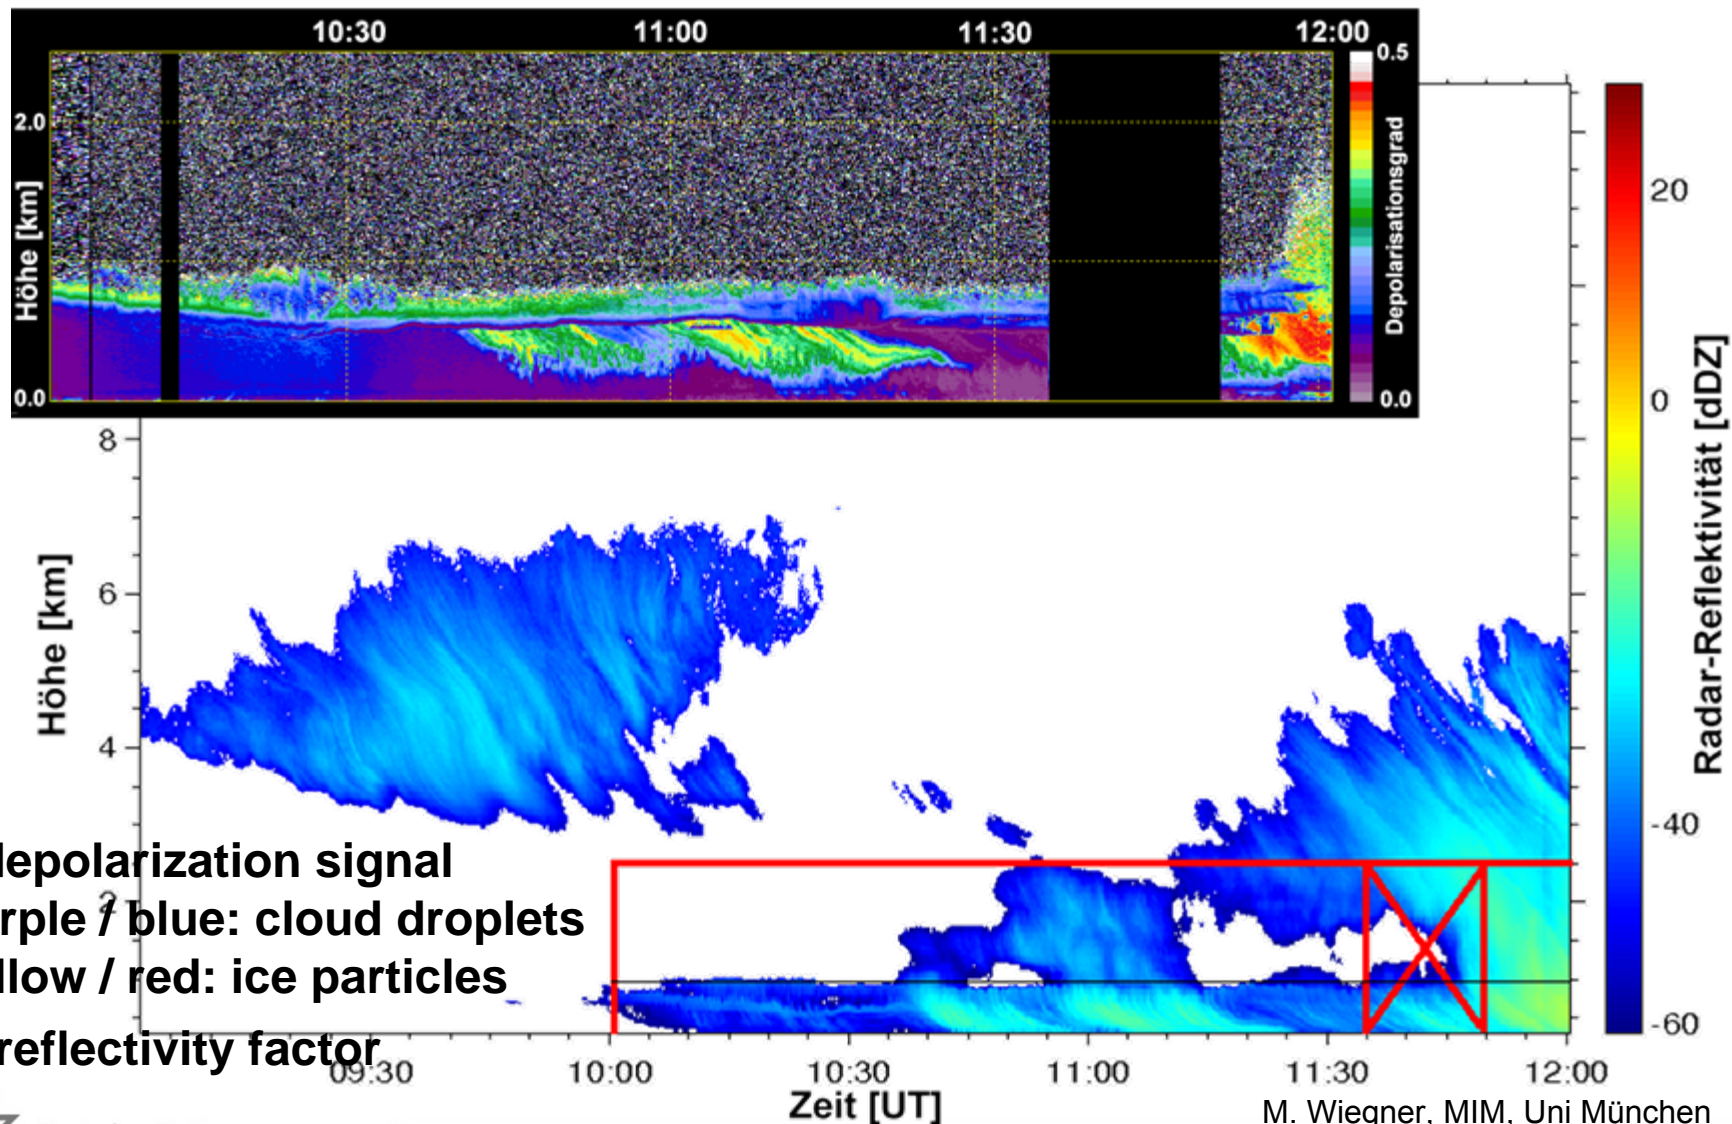 10:30 11:00 11:30 12:00
0.5
2.0
Höhe [km]
Depolarisationsgrad
0.0
0.0
20
0
-40
-60
Radar-Reflektivität [dDZ]
8
6
4
2
Höhe [km]
depolarization signal
rple / blue: cloud droplets
llow / red: ice particles
reflectivity factor
09:30 10:00 10:30 11:00 11:30 12:00
Zeit [UT]
M. Wiegner, MIM, Uni München